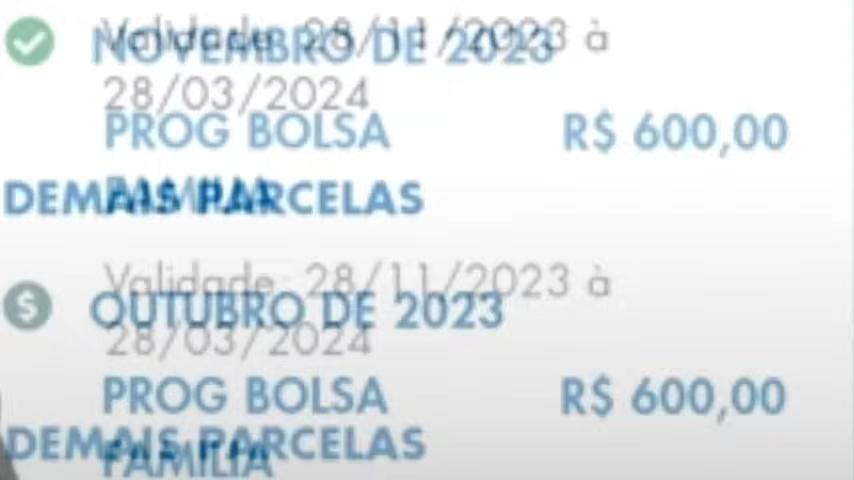 Validade: 28/11/2023 à
NOVEMBRO DE 2023
28/03/2024
PROG BOLSA R$ 600,00
FAMILIA
DEMAIS PARCELAS
Validade: 28/11/2023 à
$ OUTUBRO DE 2023
28/03/2024
PROG BOLSA R$ 600,00
DEMAIS PARCELAS
FAMILIA